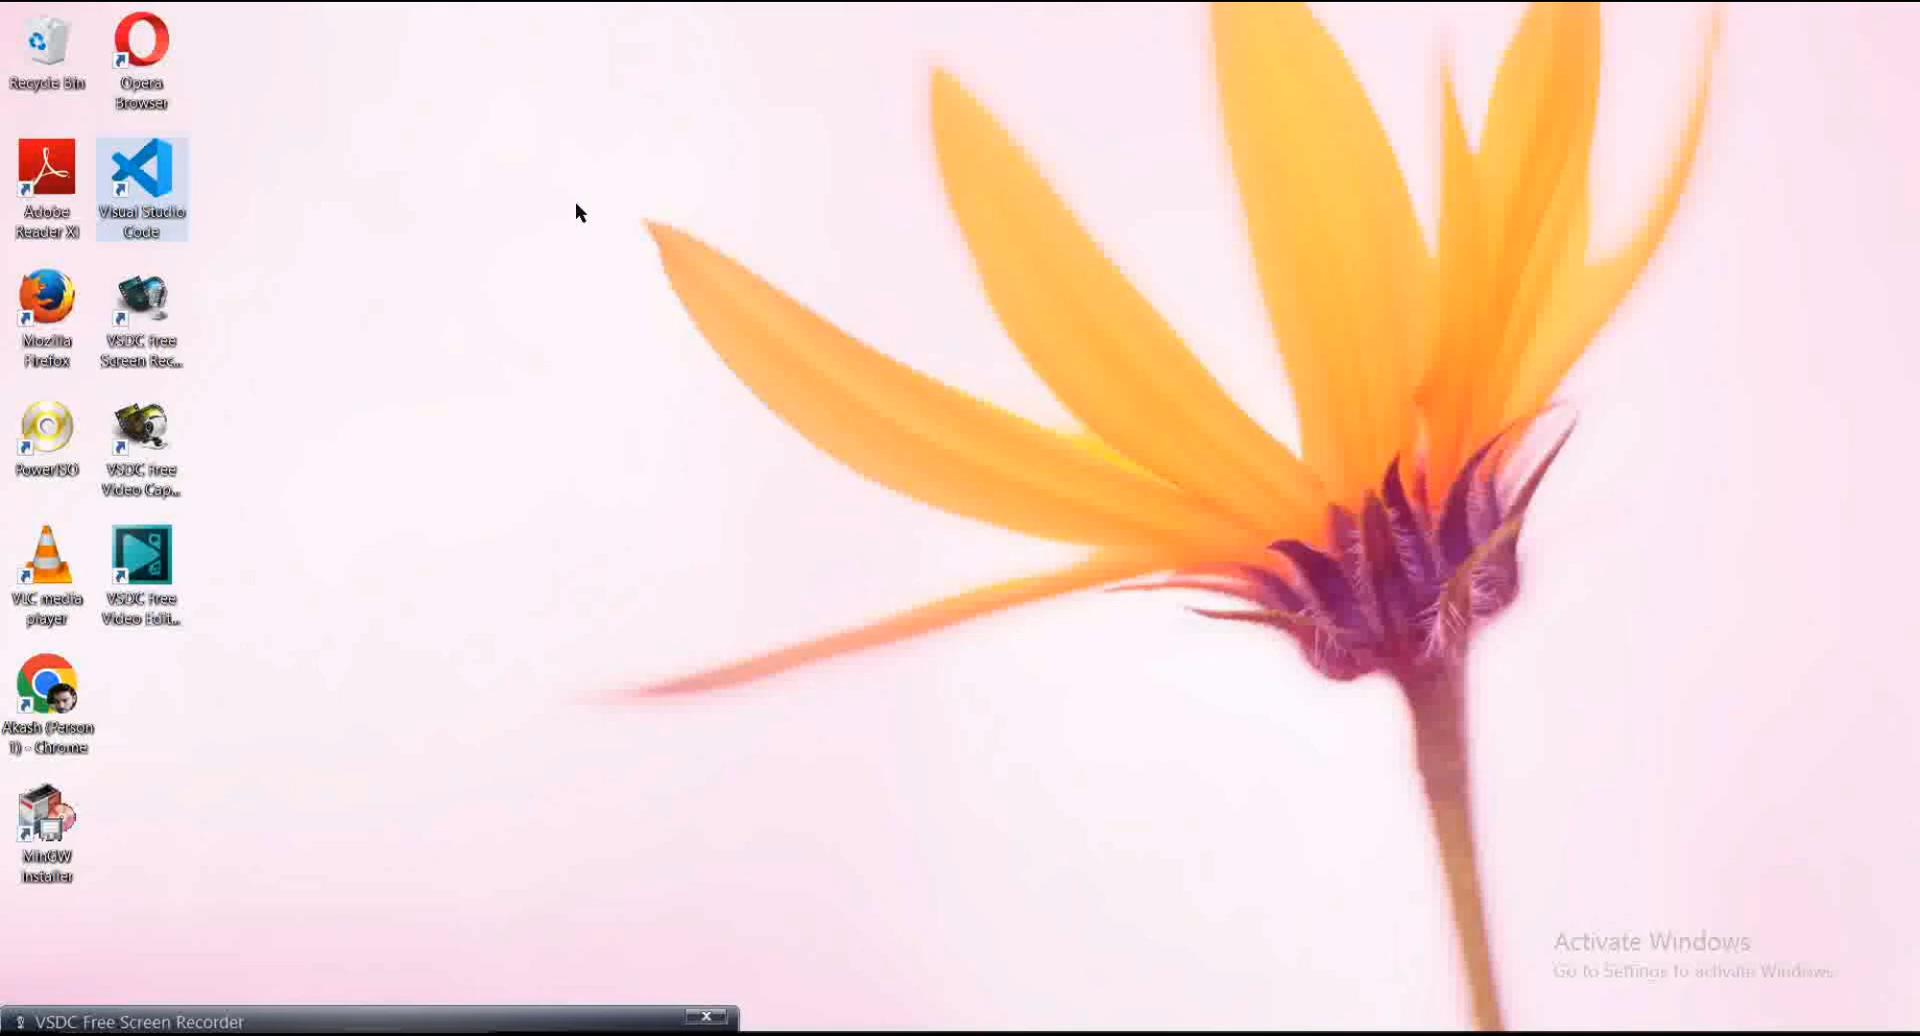 Recycle Bin
Opera
Browser
Adobe
Reader XI
Visual Studio
Code
Mozilla
Firefox
VSDC Free
Screen Rec...
PowerISO
VSDC Free
Video Cap...
VLC media
player
VSDC Free
Video Edit...
Akash (Person
1) - Chrome
MinGW
Installer
Activate Windows
Go to Settings to activate Windows.
VSDC Free Screen Recorder